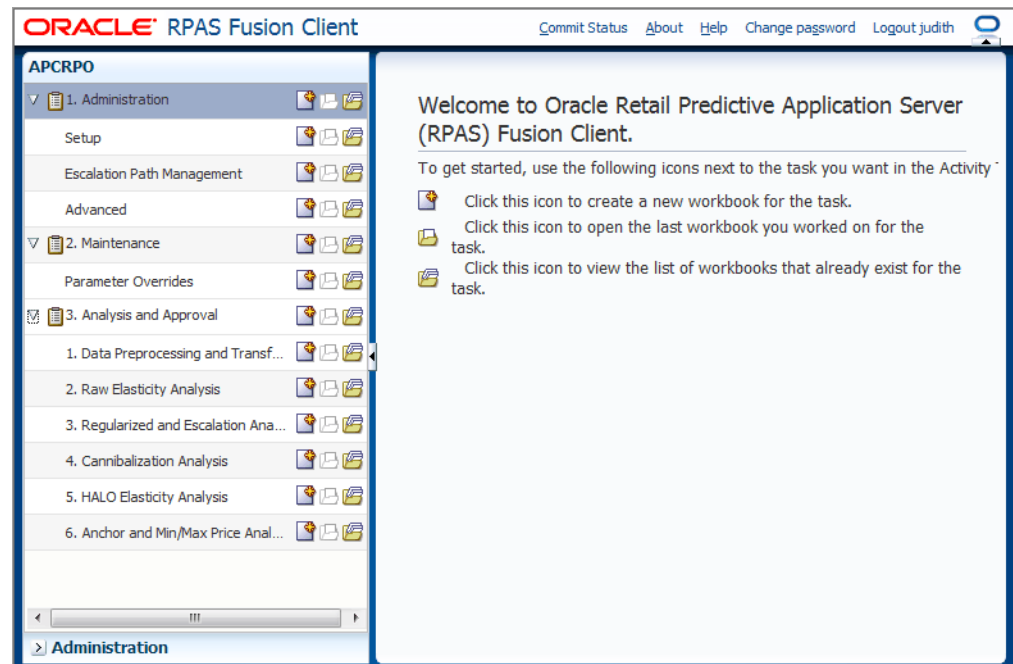 ORACLE RPAS Fusion Client
Commit Status About Help Change password Logout judith
APCRPO
1. Administration
Setup
Escalation Path Management
Advanced
2. Maintenance
Parameter Overrides
3. Analysis and Approval
1. Data Preprocessing and Transf...
2. Raw Elasticity Analysis
3. Regularized and Escalation Ana...
4. Cannibalization Analysis
5. HALO Elasticity Analysis
6. Anchor and Min/Max Price Anal...
Administration
Welcome to Oracle Retail Predictive Application Server
(RPAS) Fusion Client.
To get started, use the following icons next to the task you want in the Activity
Click this icon to create a new workbook for the task.
Click this icon to open the last workbook you worked on for the
task.
Click this icon to view the list of workbooks that already exist for the
task.